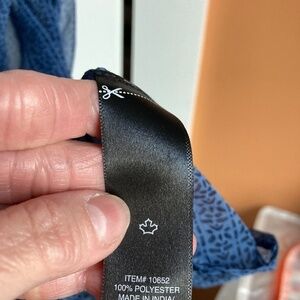 ITEM# 10652
100% POLYESTER
MADE IN INDIA/